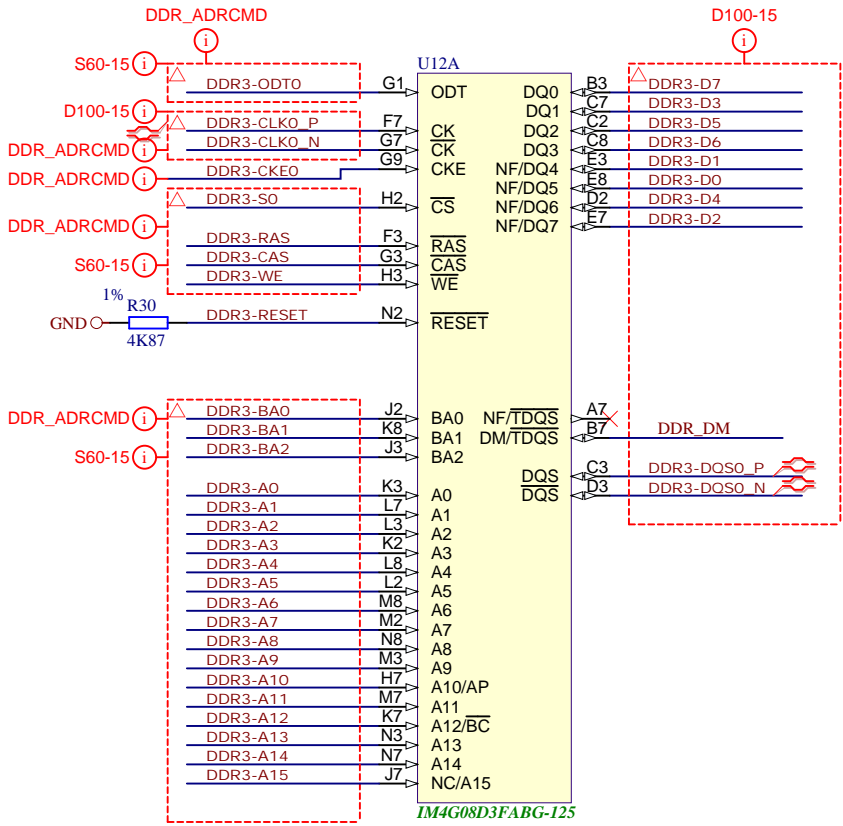 DDR_ADRCMD
D100-15
S60-15
U12A
DDR3-ODT0 G1 ODT DQ0 B3 DDR3-D7
D100-15
DQ1 C7 DDR3-D3
DDR3-CLK0_P F7 CK DQ2 C2 DDR3-D5
DDR_ADRCMD
DDR3-CLK0_N G7 CK DQ3 C8 DDR3-D6
DDR_ADRCMD
DDR3-CKE0 G9 CKE NF/DQ4 E3 DDR3-D1
NF/DQ5 E8 DDR3-D0
DDR3-S0 H2 CS NF/DQ6 D2 DDR3-D4
DDR_ADRCMD
NF/DQ7 E7 DDR3-D2
DDR3-RAS F3 RAS
S60-15
DDR3-CAS G3 CAS
DDR3-WE H3 WE
1%
R30
GND
4K87
DDR3-RESET N2 RESET
DDR_ADRCMD
DDR3-BA0 J2 BA0 NF/TDQS A7
DDR3-BA1 K8 BA1 DM/TDQS B7 DDR_DM
S60-15
DDR3-BA2 J3 BA2
DQS C3 DDR3-DQS0_P
DDR3-A0 K3 A0 DQS D3 DDR3-DQS0_N
DDR3-A1 L7 A1
DDR3-A2 L3 A2
DDR3-A3 K2 A3
DDR3-A4 L8 A4
DDR3-A5 L2 A5
DDR3-A6 M8 A6
DDR3-A7 M2 A7
DDR3-A8 N8 A8
DDR3-A9 M3 A9
DDR3-A10 H7 A10/AP
DDR3-A11 M7 A11
DDR3-A12 K7 A12/BC
DDR3-A13 N3 A13
DDR3-A14 N7 A14
DDR3-A15 J7 NC/A15
IM4G08D3FABG-125